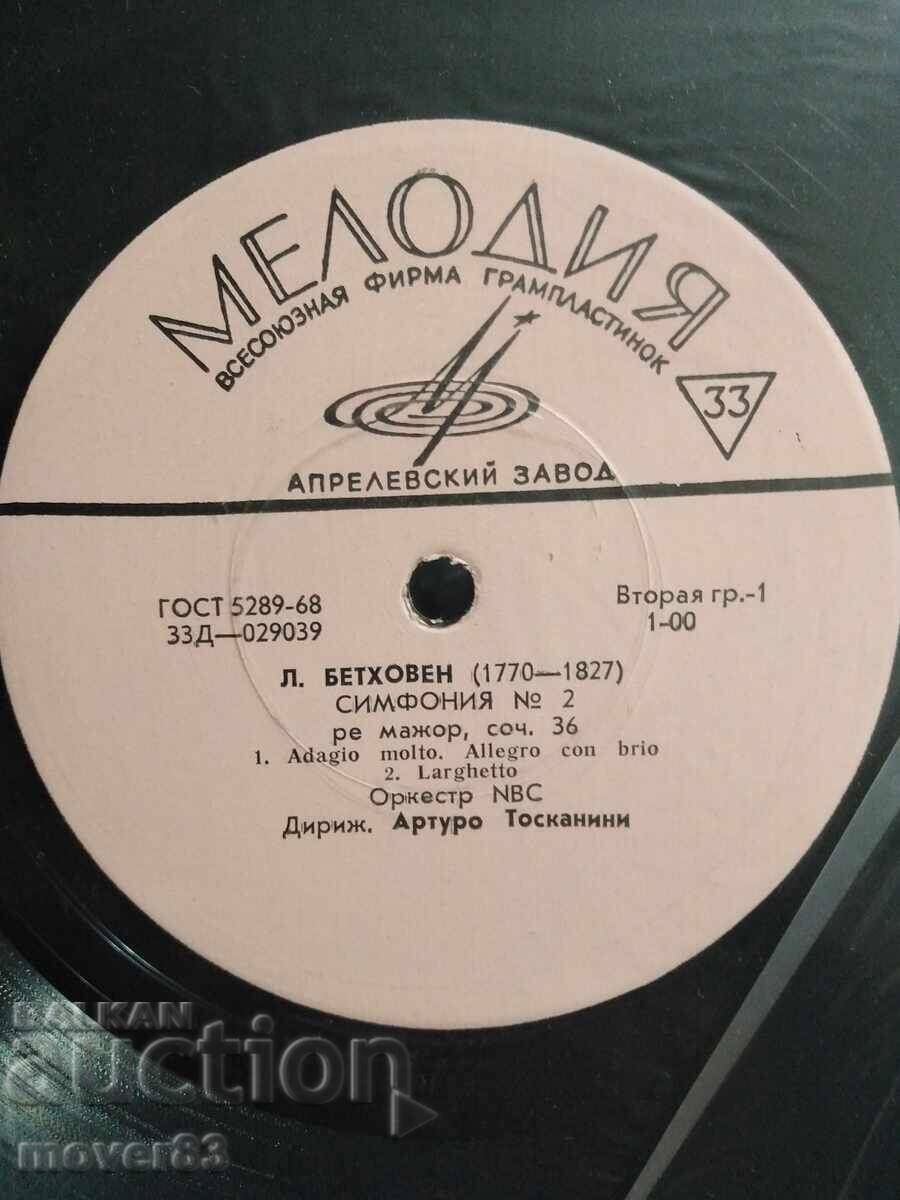 МЕЛОДИЯ
ВСЕСОЮЗНАЯ ФИРМА ГРАМПЛАСТИНОК
33
АПРЕЛЕВСКИЙ ЗАВОД
ГОСТ 5289-68
33Д—029039
Вторая гр.-1
1-00
Л. БЕТХОВЕН (1770—1827)
СИМФОНИЯ № 2
ре мажор, соч. 36
1. Adagio molto. Allegro con brio
2. Larghetto
Оркестр NBC
Дириж. Артуро Тосканини
BALKAN
auction
mover83